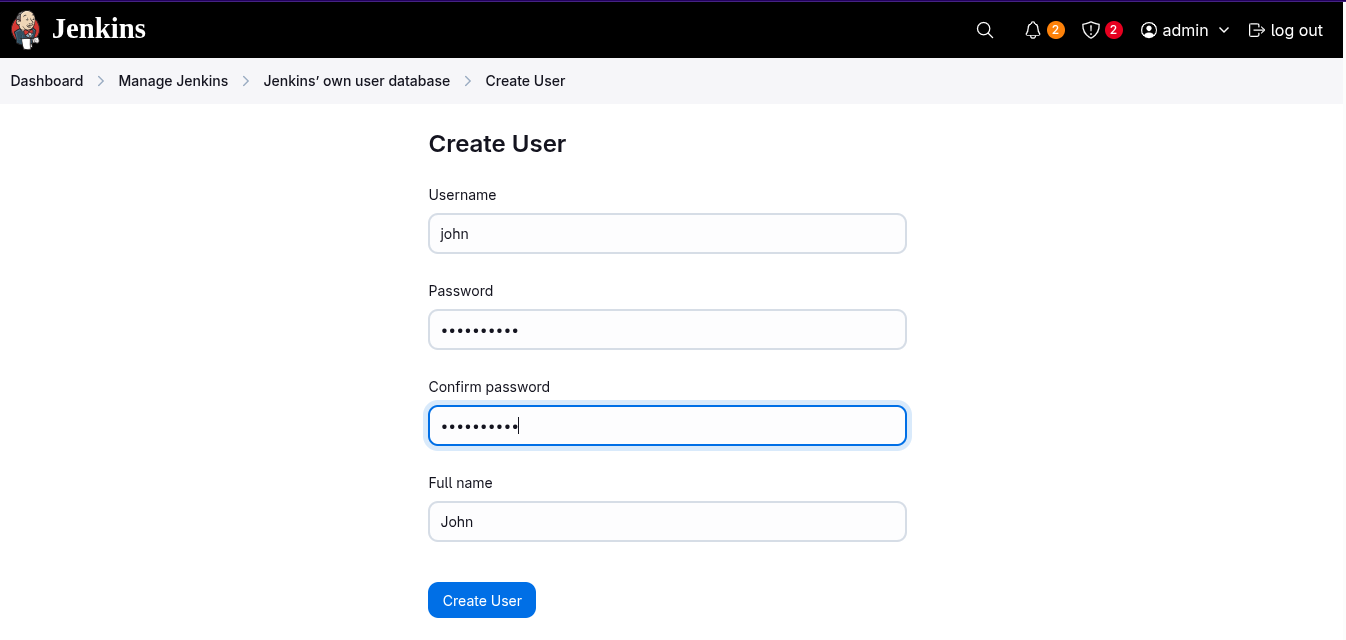 Jenkins 2 2 admin log out
Dashboard Manage Jenkins Jenkins’ own user database Create User
Create User
Username
john
Password
••••••••••
Confirm password
••••••••••
Full name
John
Create User